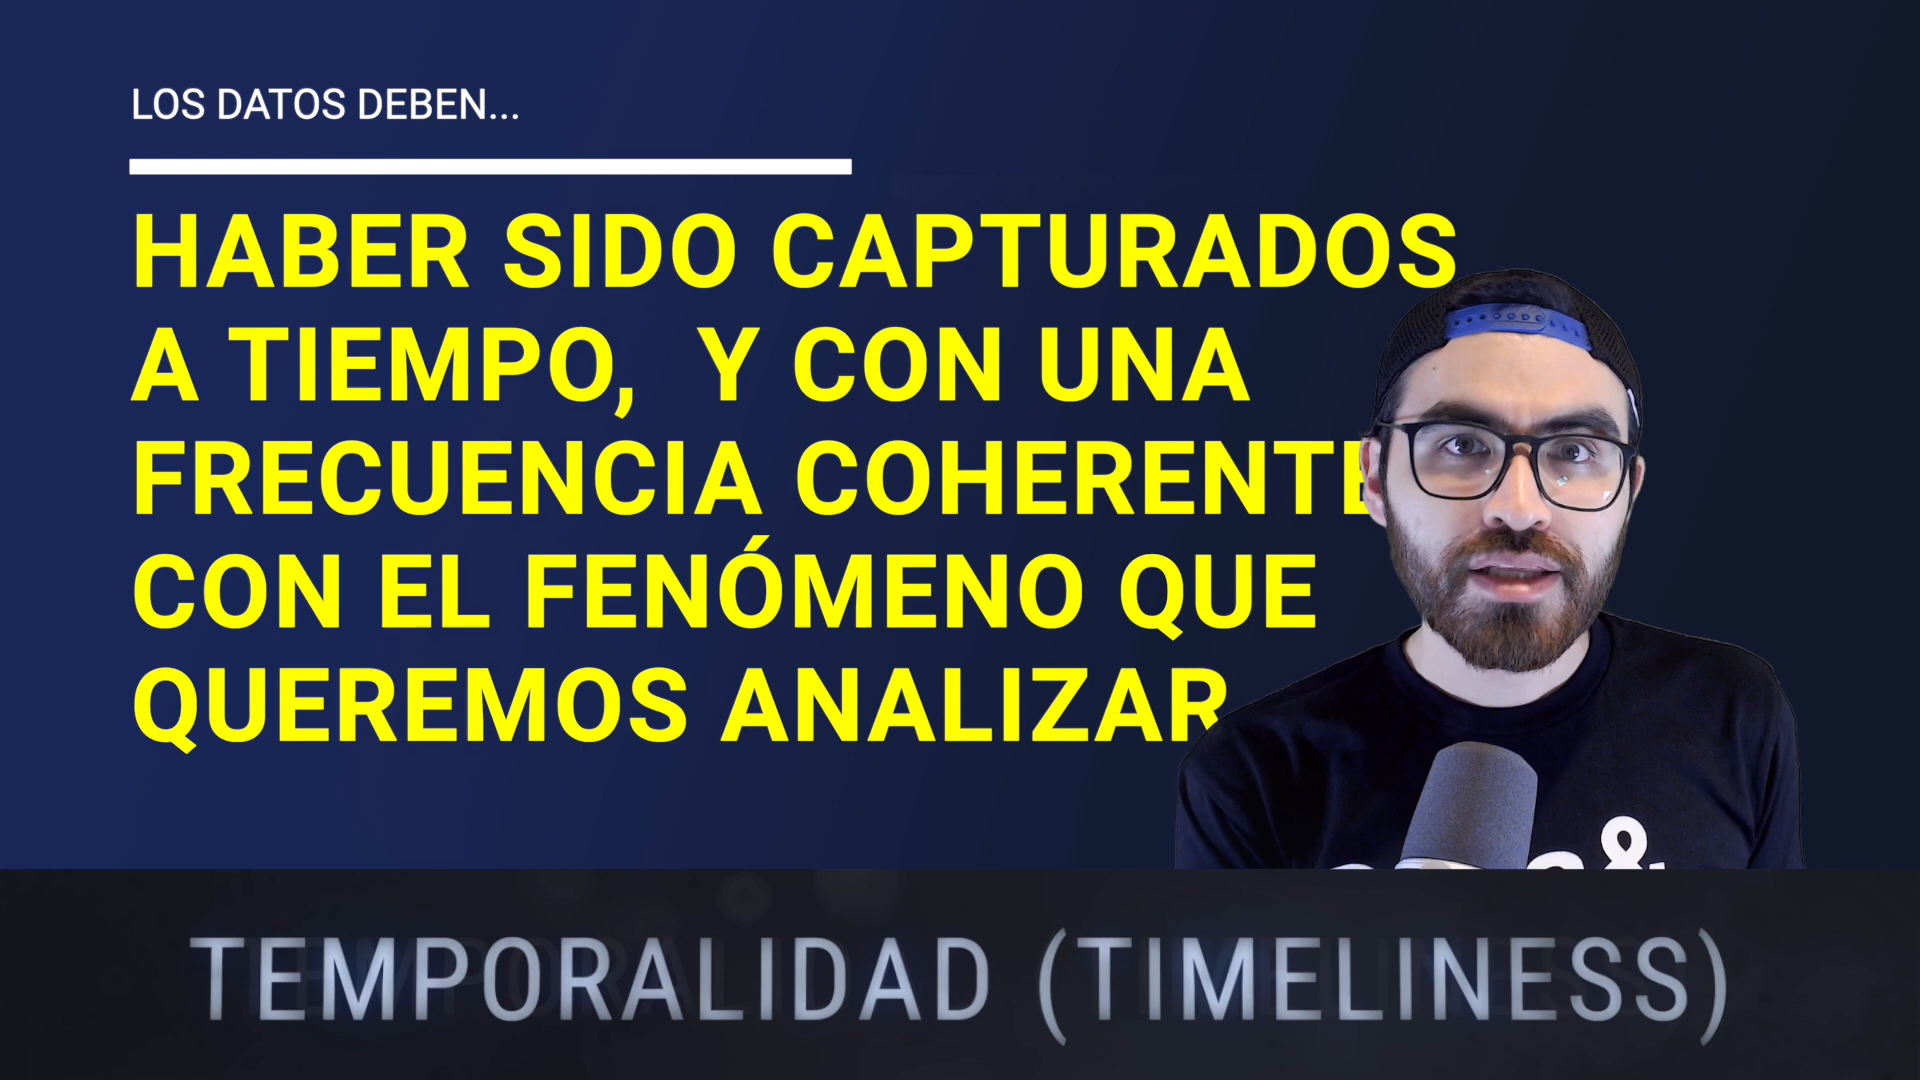 LOS DATOS DEBEN...
HABER SIDO CAPTURADOS
A TIEMPO, Y CON UNA
FRECUENCIA COHERENTE
CON EL FENÓMENO QUE
QUEREMOS ANALIZAR
&
TEMPORALIDAD (TIMELINESS)